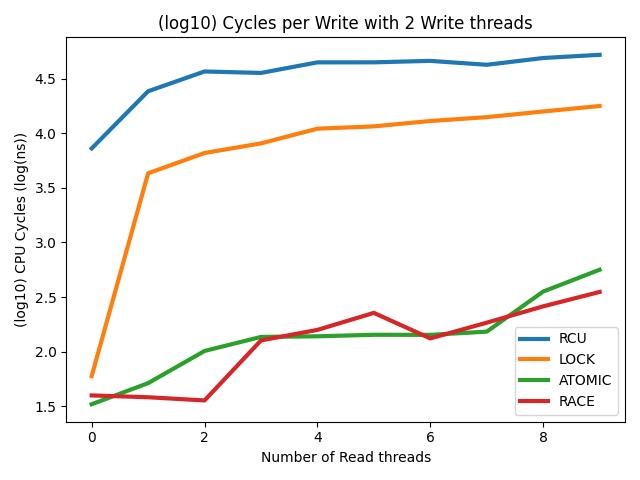 (log10) Cycles per Write with 2 Write threads
(log10) CPU Cycles (log(ns))
4.5
4.0
3.5
3.0
2.5
2.0
1.5
RCU
LOCK
ATOMIC
RACE
0 2 4 6 8
Number of Read threads